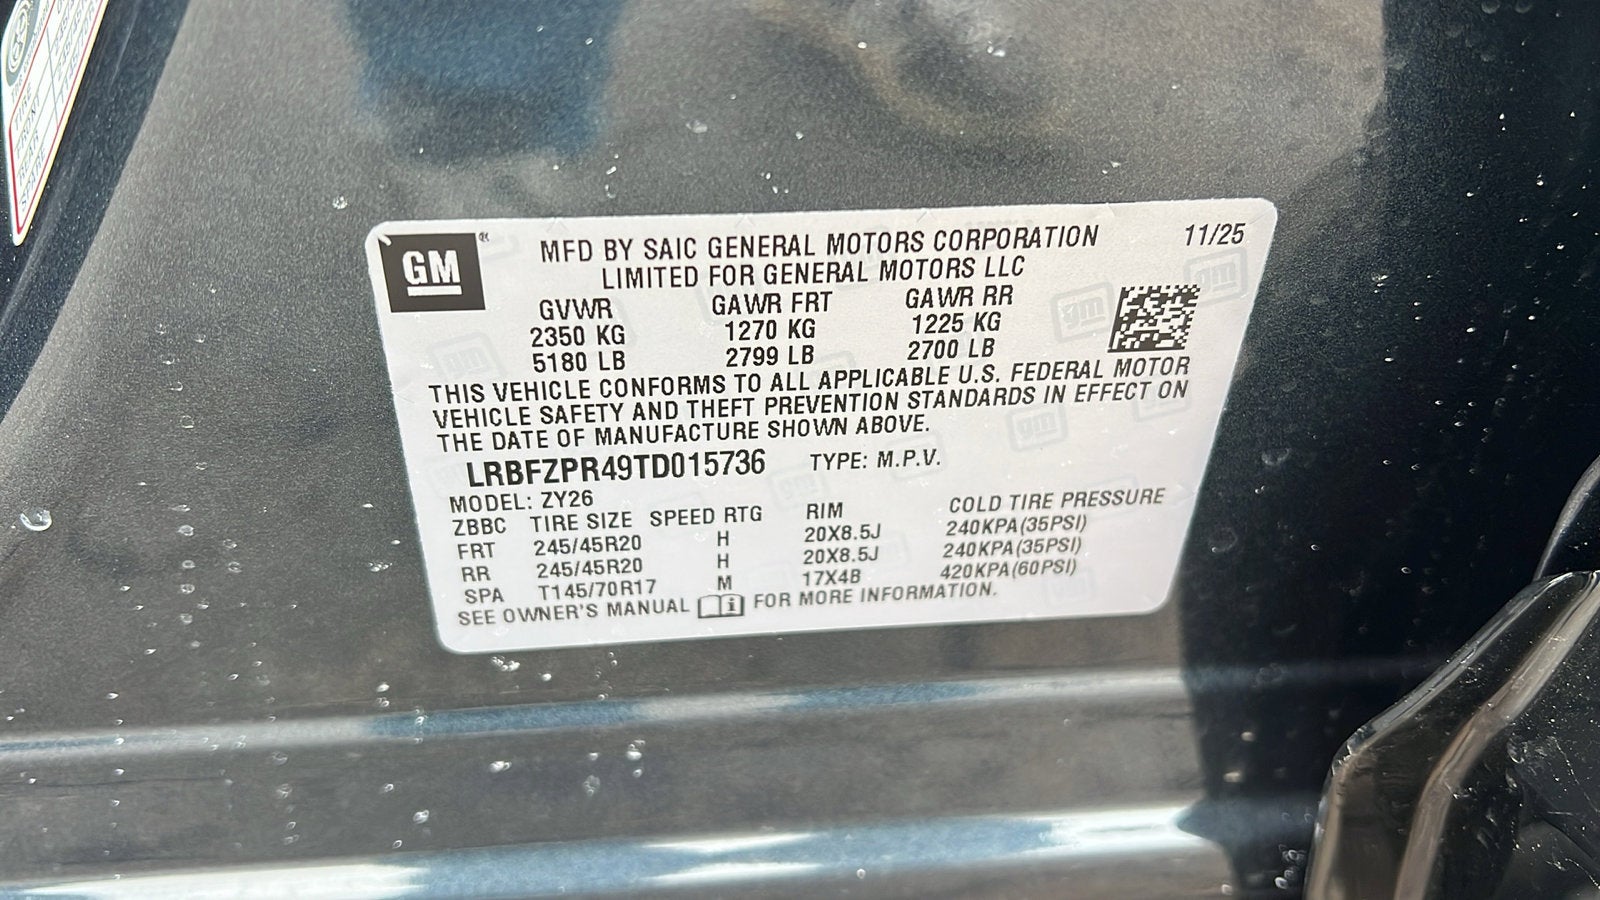 TIRE
FRONT
REAR
SPARE
GM ®
MFD BY SAIC GENERAL MOTORS CORPORATION 11/25
LIMITED FOR GENERAL MOTORS LLC
GVWR GAWR FRT GAWR RR
2350 KG 1270 KG 1225 KG
5180 LB 2799 LB 2700 LB
THIS VEHICLE CONFORMS TO ALL APPLICABLE U.S. FEDERAL MOTOR
VEHICLE SAFETY AND THEFT PREVENTION STANDARDS IN EFFECT ON
THE DATE OF MANUFACTURE SHOWN ABOVE.
LRBFZPR49TD015736 TYPE: M.P.V.
MODEL: ZY26
ZBBC TIRE SIZE SPEED RTG RIM COLD TIRE PRESSURE
FRT 245/45R20 H 20X8.5J 240KPA(35PSI)
RR 245/45R20 H 20X8.5J 240KPA(35PSI)
SPA T145/70R17 M 17X4B 420KPA(60PSI)
SEE OWNER'S MANUAL FOR MORE INFORMATION.